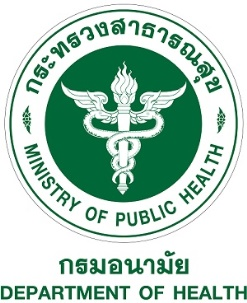 กระทรวงสาธารณสุข
MINISTRY OF PUBLIC HEALTH
กรมอนามัย
DEPARTMENT OF HEALTH